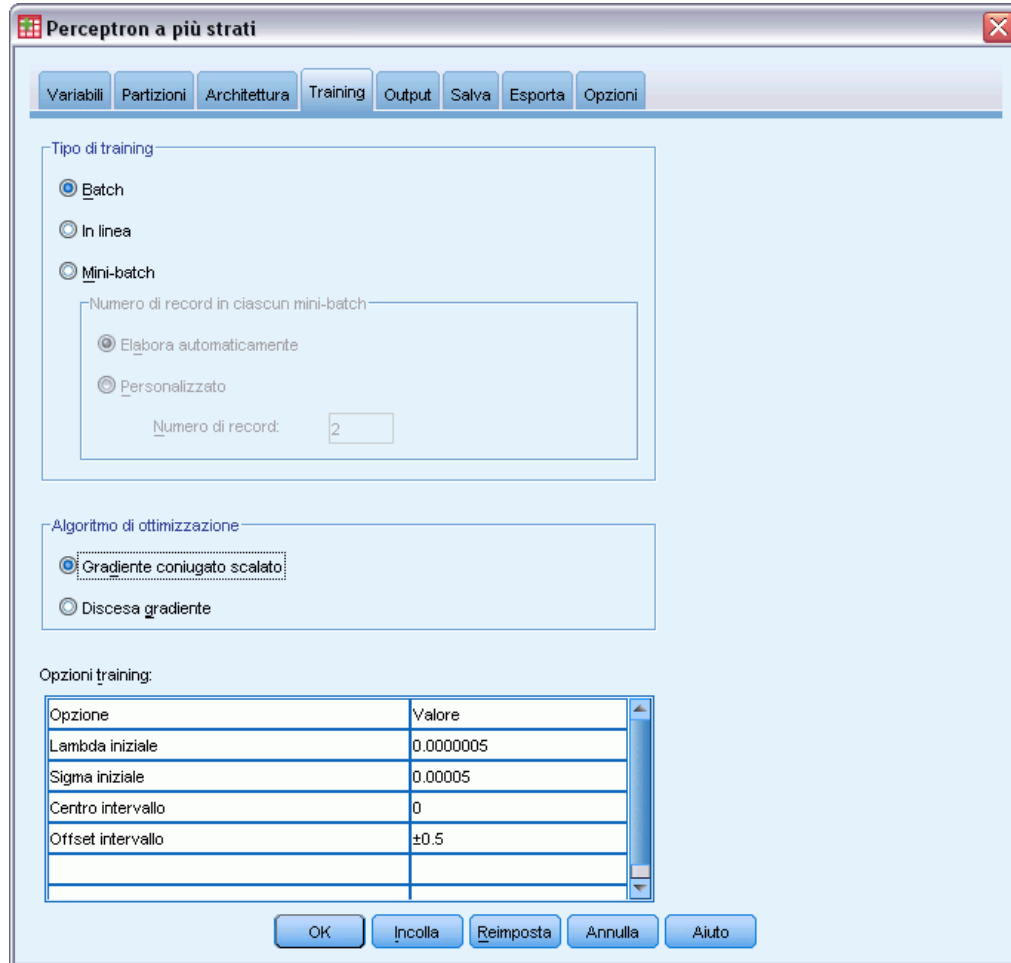 Perceptron a più strati
Variabili Partizioni Architettura Training Output Salva Esporta Opzioni
Tipo di training
Batch
In linea
Mini-batch
Numero di record in ciascun mini-batch
Elabora automaticamente
Personalizzato
Numero di record: 2
Algoritmo di ottimizzazione
Gradiente coniugato scalato
Discesa gradiente
Opzioni training:
Opzione Valore
Lambda iniziale 0.0000005
Sigma iniziale 0.00005
Centro intervallo 0
Offset intervallo ±0.5
OK Incolla Reimposta Annulla Aiuto